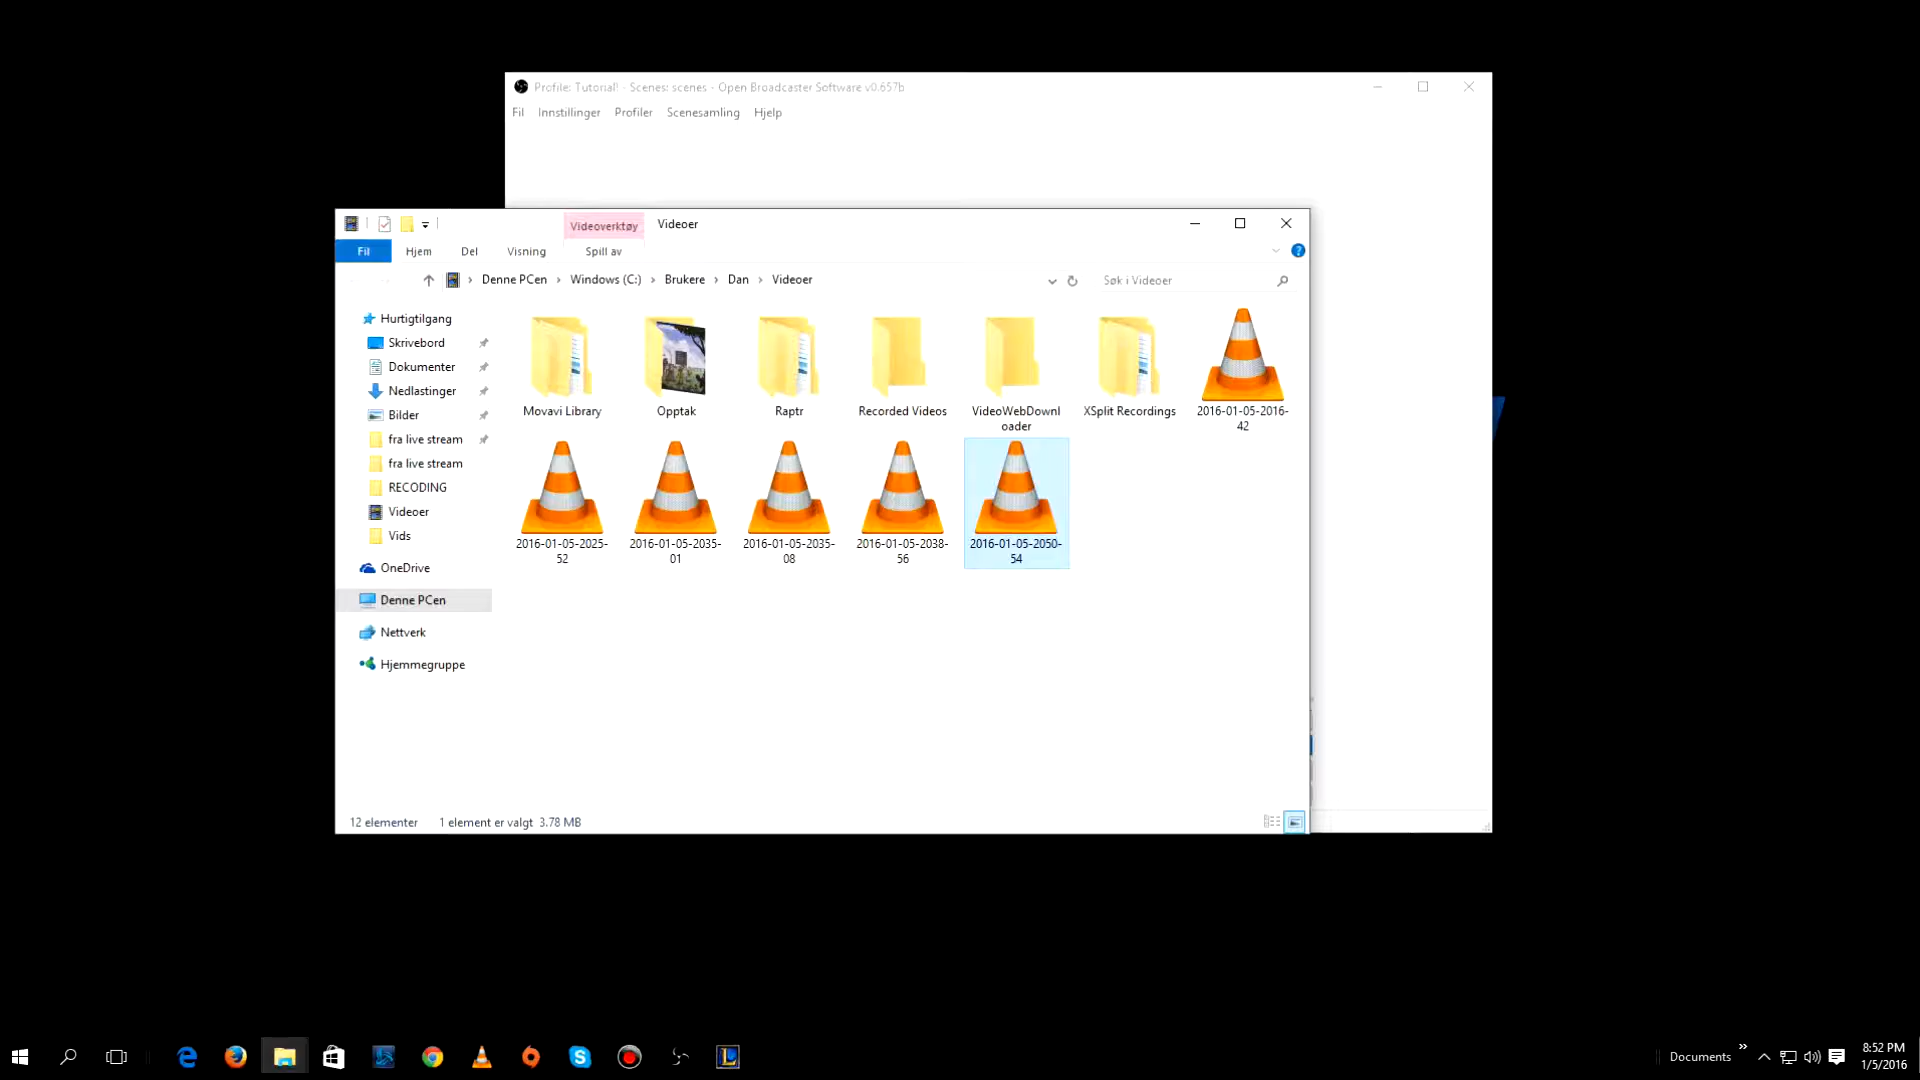 Profile: Tutorial! - Scenes: scenes - Open Broadcaster Software v0.657b
Fil Innstillinger Profiler Scenesamling Hjelp
Videoverktøy Videoer
Fil Hjem Del Visning Spill av
Denne PCen › Windows (C:) › Brukere › Dan › Videoer
Søk i Videoer
Hurtigtilgang
Skrivebord
Dokumenter
Nedlastinger
Bilder
fra live stream
fra live stream
RECODING
Videoer
Vids
OneDrive
Denne PCen
Nettverk
Hjemmegruppe
Movavi Library
Opptak
Raptr
Recorded Videos
VideoWebDownl
oader
XSplit Recordings
2016-01-05-2016-
42
2016-01-05-2025-
52
2016-01-05-2035-
01
2016-01-05-2035-
08
2016-01-05-2038-
56
2016-01-05-2050-
54
12 elementer 1 element er valgt 3.78 MB
Documents
8:52 PM
1/5/2016